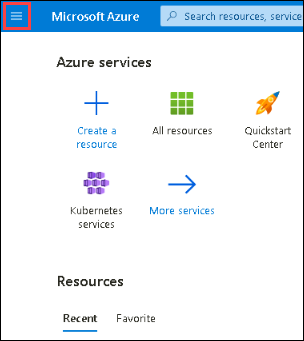 Microsoft Azure
Search resources, service
Azure services
Create a
resource
All resources
Quickstart
Center
Kubernetes
services
More services
Resources
Recent
Favorite